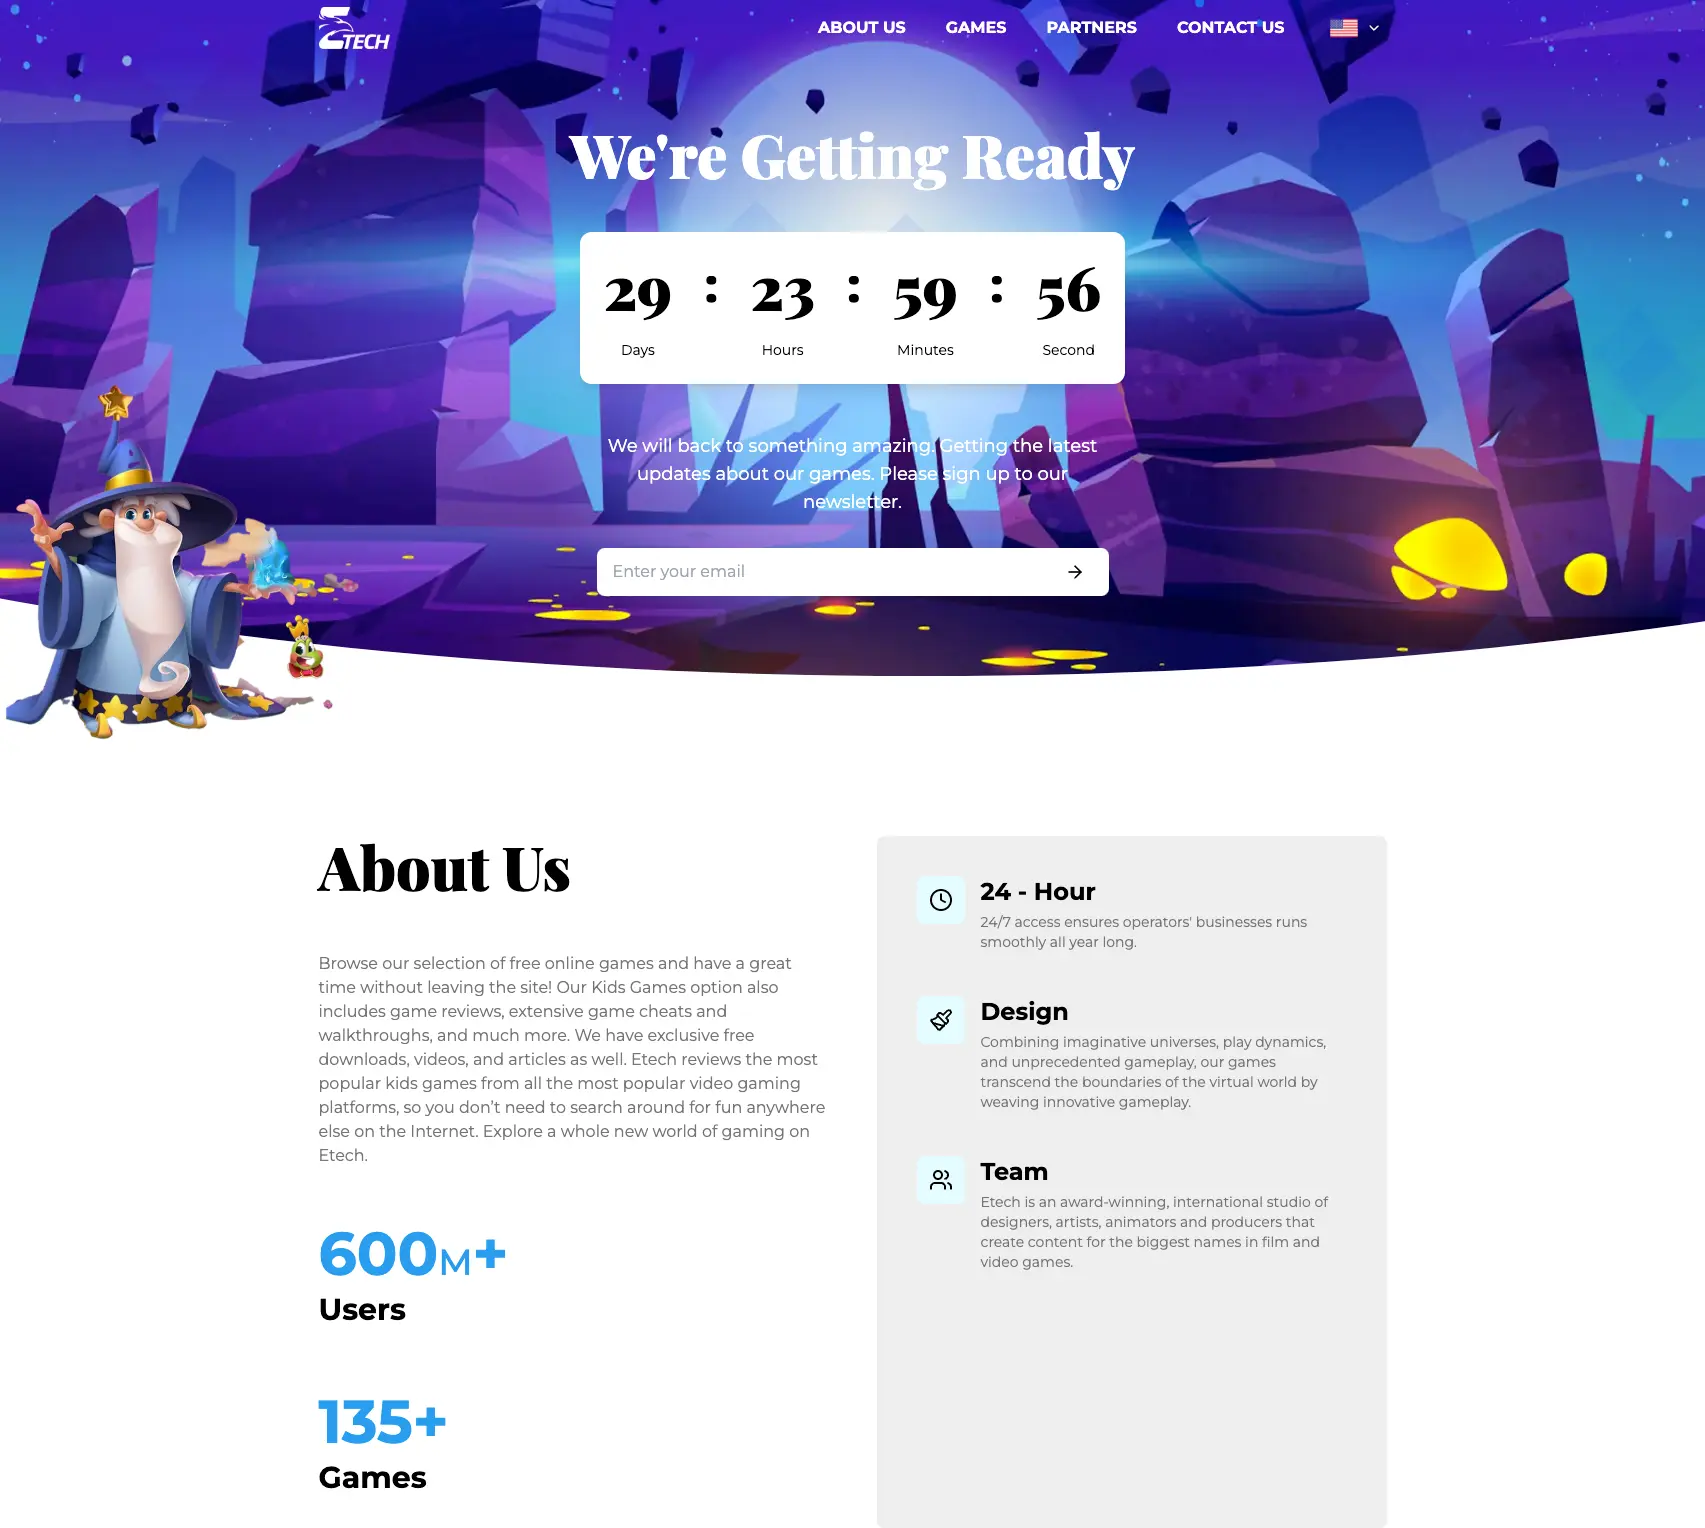 ETECH
ABOUT US GAMES PARTNERS CONTACT US
We're Getting Ready
29 : 23 : 59 : 56
Days Hours Minutes Second
We will back to something amazing. Getting the latest
updates about our games. Please sign up to our
newsletter.
Enter your email
About Us
Browse our selection of free online games and have a great
time without leaving the site! Our Kids Games option also
includes game reviews, extensive game cheats and
walkthroughs, and much more. We have exclusive free
downloads, videos, and articles as well. Etech reviews the most
popular kids games from all the most popular video gaming
platforms, so you don’t need to search around for fun anywhere
else on the Internet. Explore a whole new world of gaming on
Etech.
600M+
Users
135+
Games
24 - Hour
24/7 access ensures operators' businesses runs
smoothly all year long.
Design
Combining imaginative universes, play dynamics,
and unprecedented gameplay, our games
transcend the boundaries of the virtual world by
weaving innovative gameplay.
Team
Etech is an award-winning, international studio of
designers, artists, animators and producers that
create content for the biggest names in film and
video games.